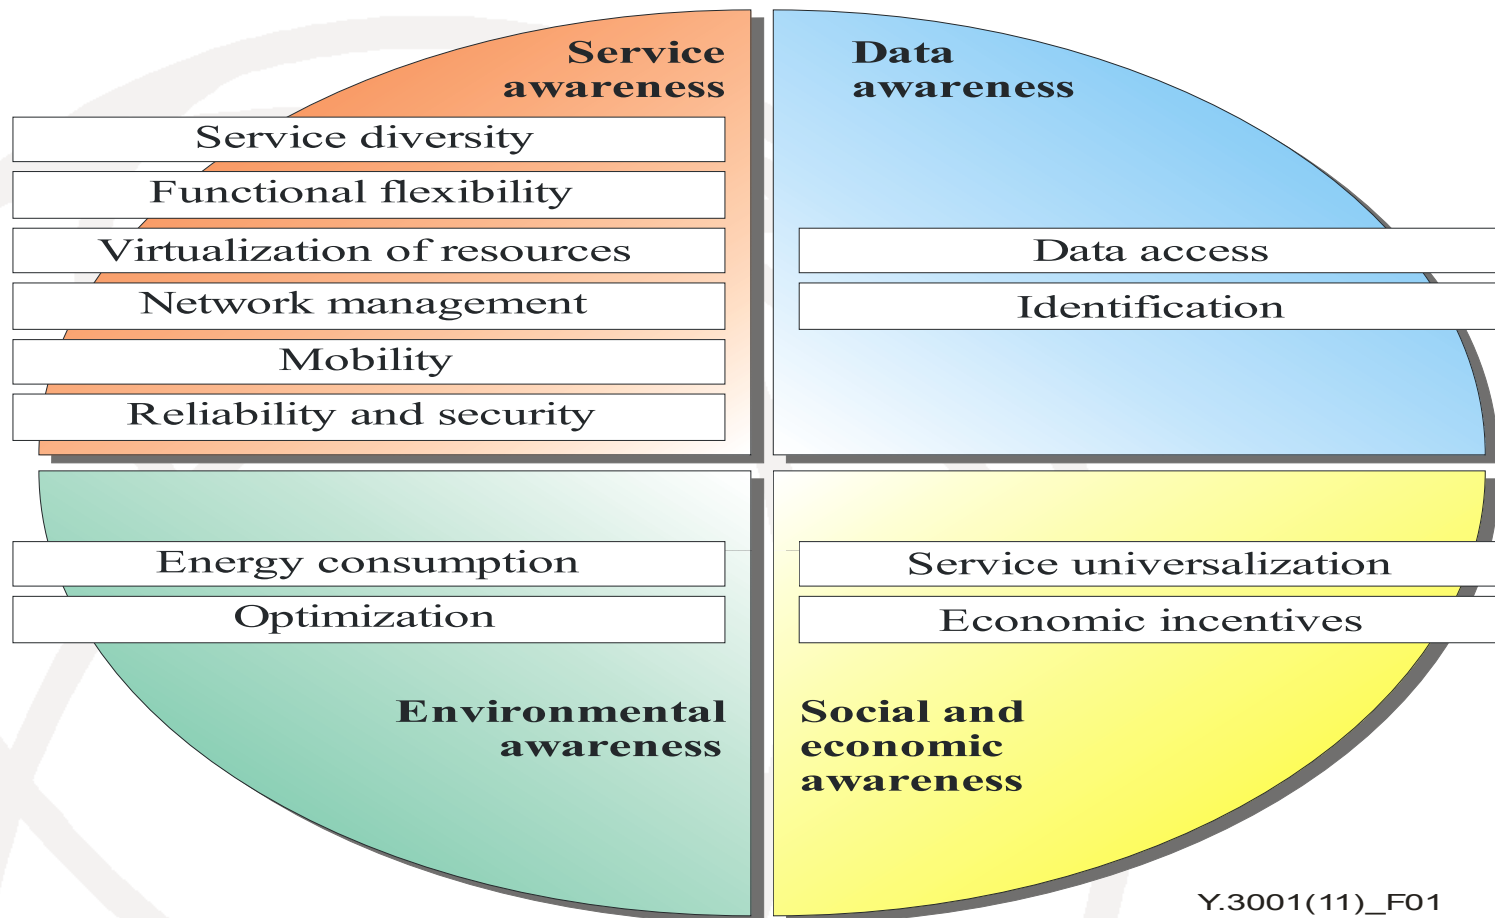 Service
awareness
Service diversity
Functional flexibility
Virtualization of resources
Network management
Mobility
Reliability and security
Data
awareness
Data access
Identification
Energy consumption
Optimization
Environmental
awareness
Service universalization
Economic incentives
Social and
economic
awareness
Y.3001(11)_F01